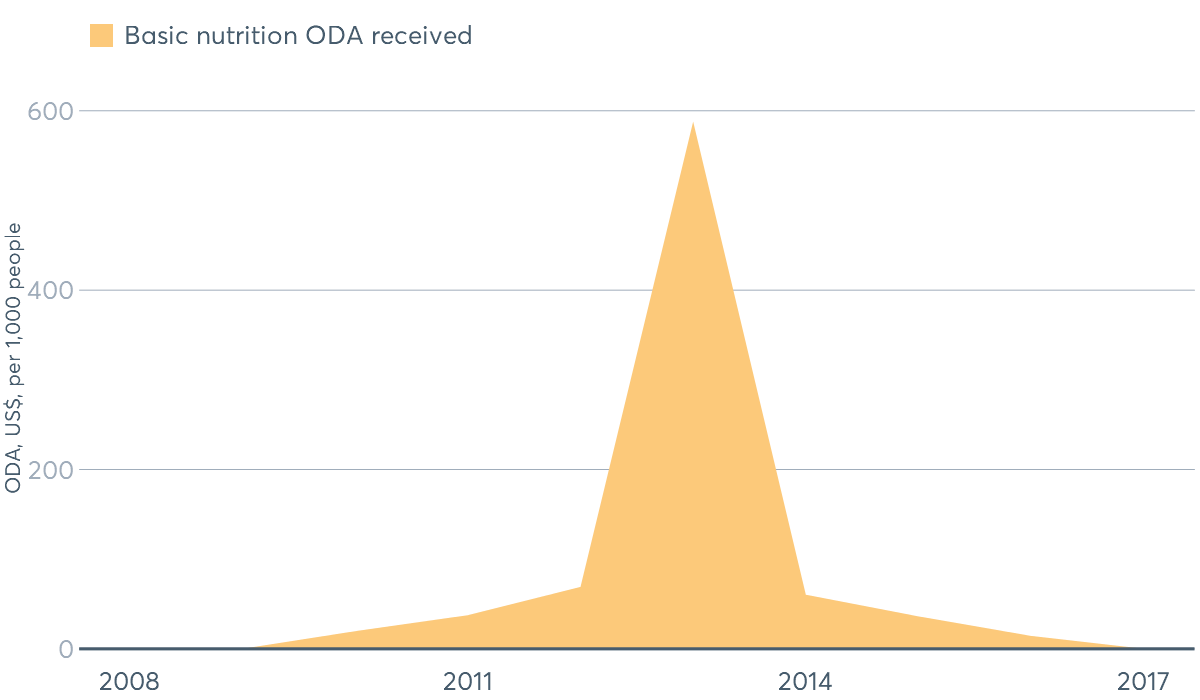 Basic nutrition ODA received
ODA, US$, per 1,000 people
600
400
200
0
2008 2011 2014 2017